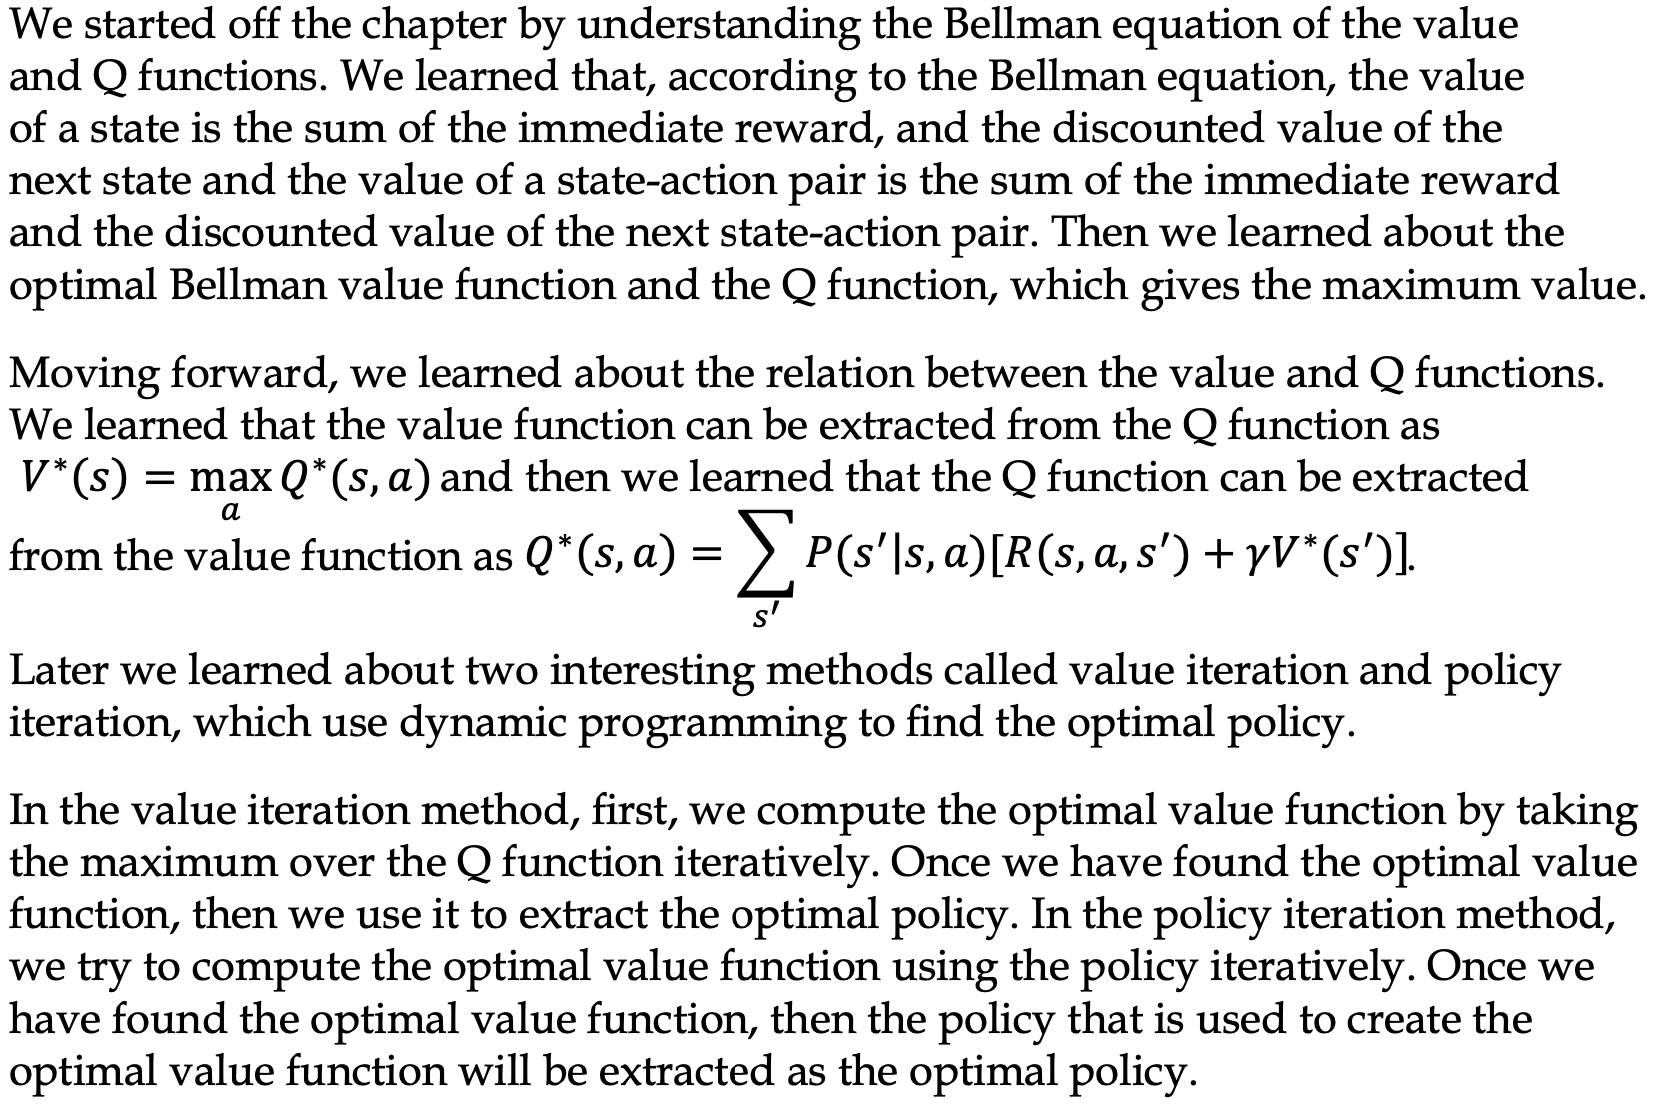 We started off the chapter by understanding the Bellman equation of the value
and Q functions. We learned that, according to the Bellman equation, the value
of a state is the sum of the immediate reward, and the discounted value of the
next state and the value of a state-action pair is the sum of the immediate reward
and the discounted value of the next state-action pair. Then we learned about the
optimal Bellman value function and the Q function, which gives the maximum value.
Moving forward, we learned about the relation between the value and Q functions.
We learned that the value function can be extracted from the Q function as
V*(s) = max Q*(s, a) and then we learned that the Q function can be extracted
a
from the value function as Q*(s, a) = ∑ P(s′|s, a)[R(s, a, s′) + γV*(s′)].
s′
Later we learned about two interesting methods called value iteration and policy
iteration, which use dynamic programming to find the optimal policy.
In the value iteration method, first, we compute the optimal value function by taking
the maximum over the Q function iteratively. Once we have found the optimal value
function, then we use it to extract the optimal policy. In the policy iteration method,
we try to compute the optimal value function using the policy iteratively. Once we
have found the optimal value function, then the policy that is used to create the
optimal value function will be extracted as the optimal policy.